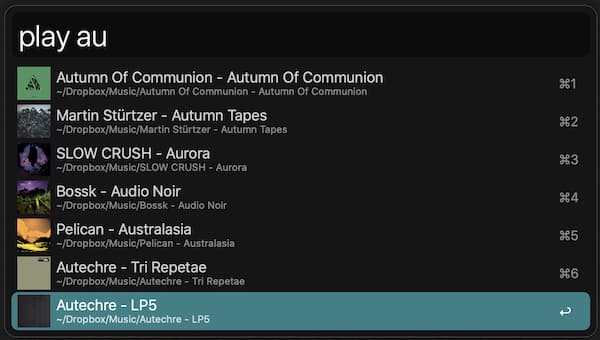 play au
Autumn Of Communion - Autumn Of Communion
~/Dropbox/Music/Autumn Of Communion - Autumn Of Communion
⌘1
Martin Stürtzer - Autumn Tapes
~/Dropbox/Music/Martin Stürtzer - Autumn Tapes
⌘2
SLOW CRUSH - Aurora
~/Dropbox/Music/SLOW CRUSH - Aurora
⌘3
Bossk - Audio Noir
~/Dropbox/Music/Bossk - Audio Noir
⌘4
Pelican - Australasia
~/Dropbox/Music/Pelican - Australasia
⌘5
Autechre - Tri Repetae
~/Dropbox/Music/Autechre - Tri Repetae
⌘6
Autechre - LP5
~/Dropbox/Music/Autechre - LP5
↩